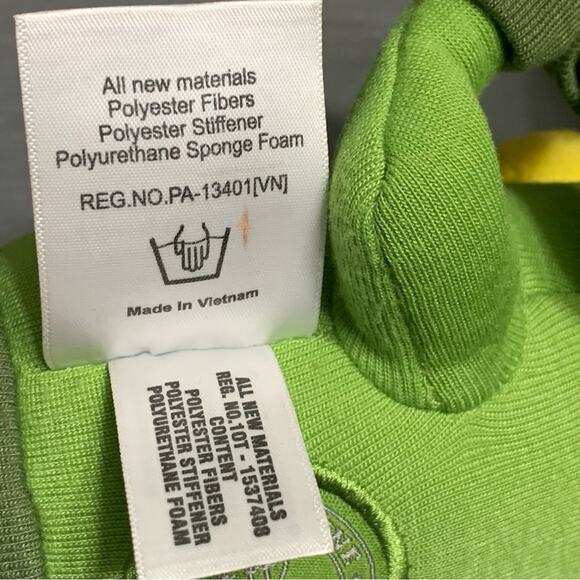 All new materials
Polyester Fibers
Polyester Stiffener
Polyurethane Sponge Foam
REG.NO.PA-13401[VN]
Made In Vietnam
ALL NEW MATERIALS
REG. NO.10T - 1537408
CONTENT
POLYESTER FIBERS
POLYESTER STIFFENER
POLYURETHANE FOAM